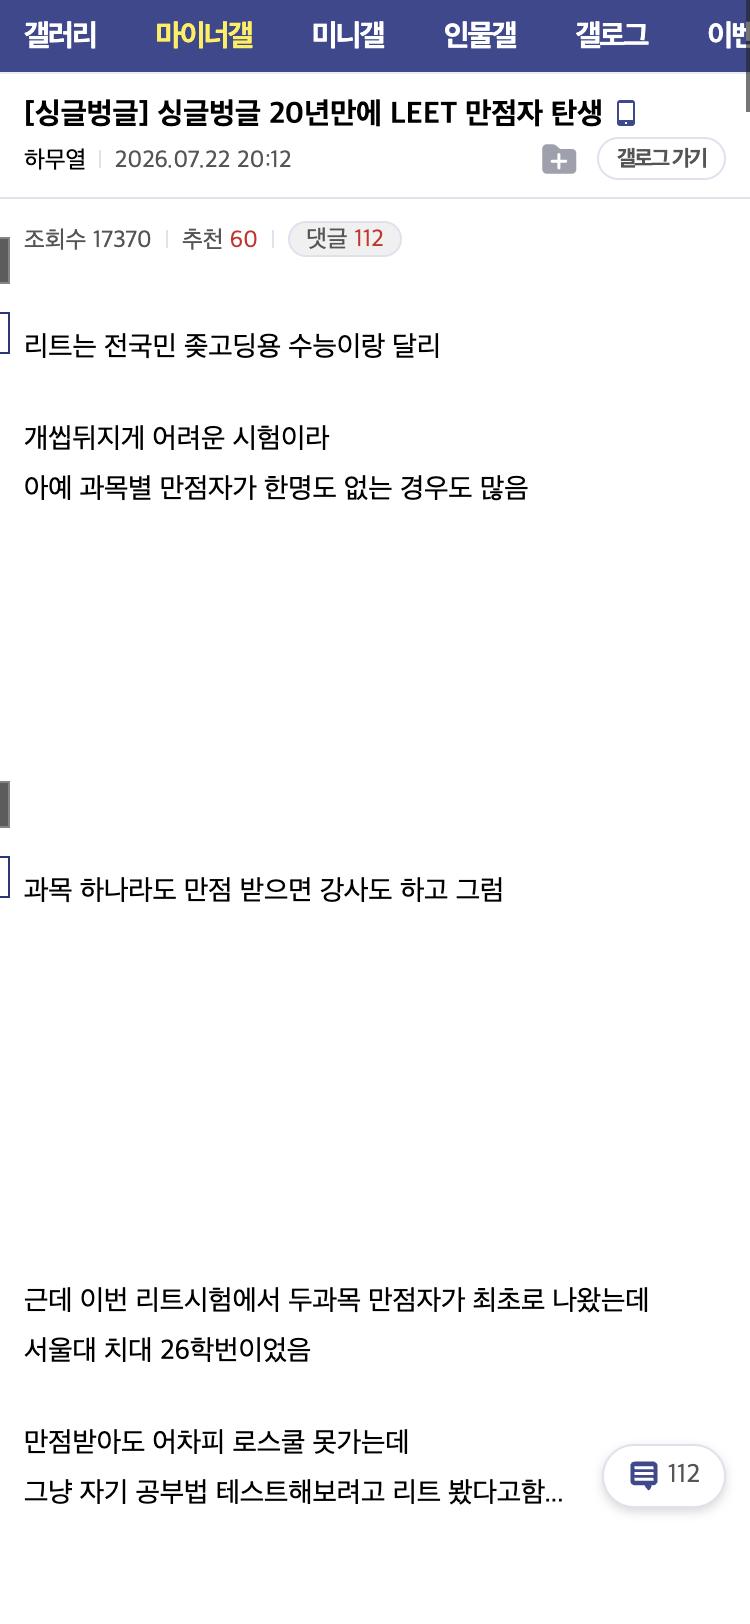 갤러리 마이너갤 미니갤 인물갤 갤로그
[싱글벙글] 싱글벙글 20년만에 LEET 만점자 탄생
하무열 2026.07.22 20:12 갤로그 가기
조회수 17370 추천 60 댓글 112
리트는 전국민 좆고딩용 수능이랑 달리
개씹뒤지게 어려운 시험이라
아예 과목별 만점자가 한명도 없는 경우도 많음
과목 하나라도 만점 받으면 강사도 하고 그럼
근데 이번 리트시험에서 두과목 만점자가 최초로 나왔는데
서울대 치대 26학번이었음
만점받아도 어차피 로스쿨 못가는데
그냥 자기 공부법 테스트해보려고 리트 봤다고함...
112